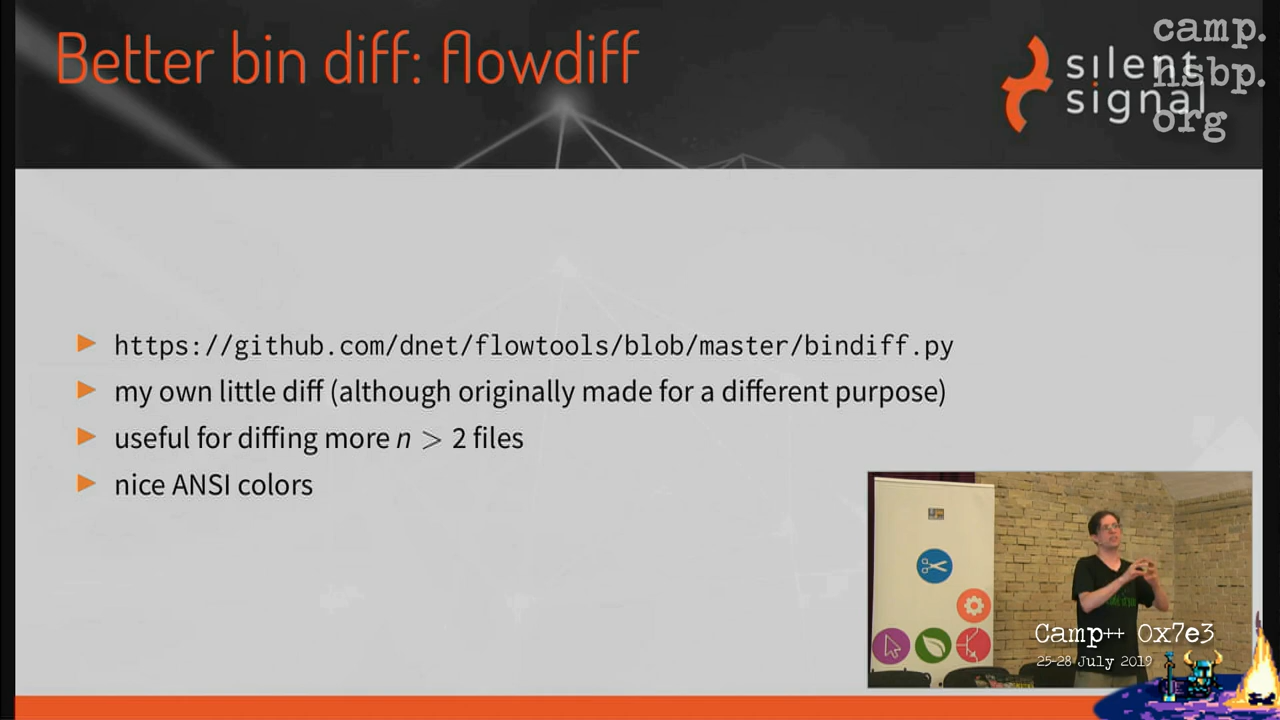 Better bin diff: flowdiff
silent
signal
camp.
hsbp.
org
https://github.com/dnet/flowtools/blob/master/bindiff.py
my own little diff (although originally made for a different purpose)
useful for diffing more n > 2 files
nice ANSI colors
Camp++ 0x7e3
25-28 July 2019